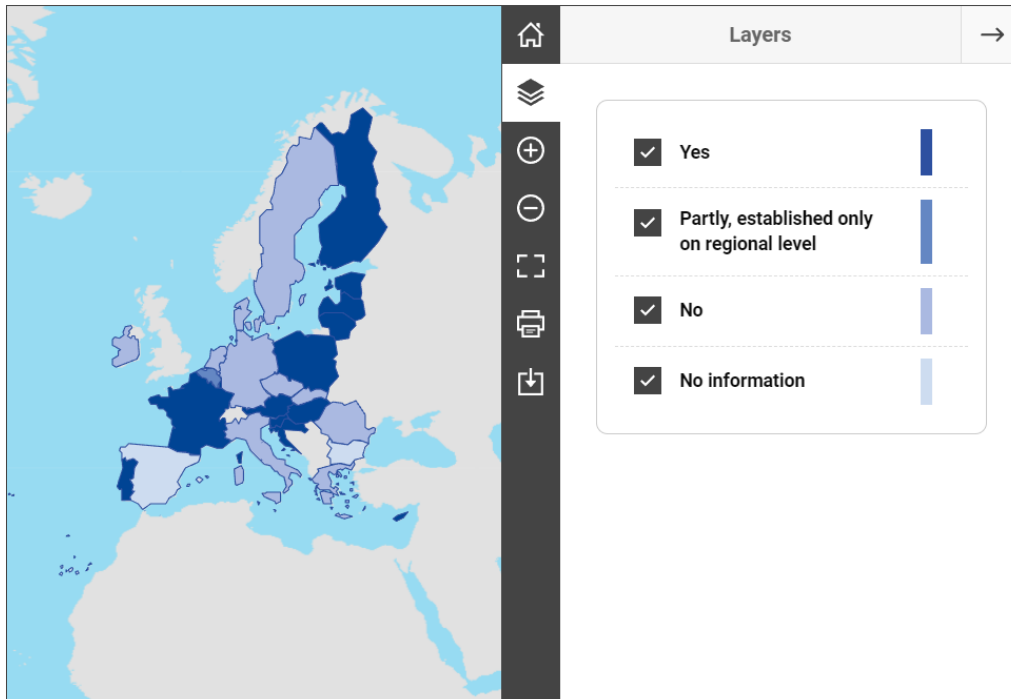 Layers
Yes
Partly, established only
on regional level
No
No information